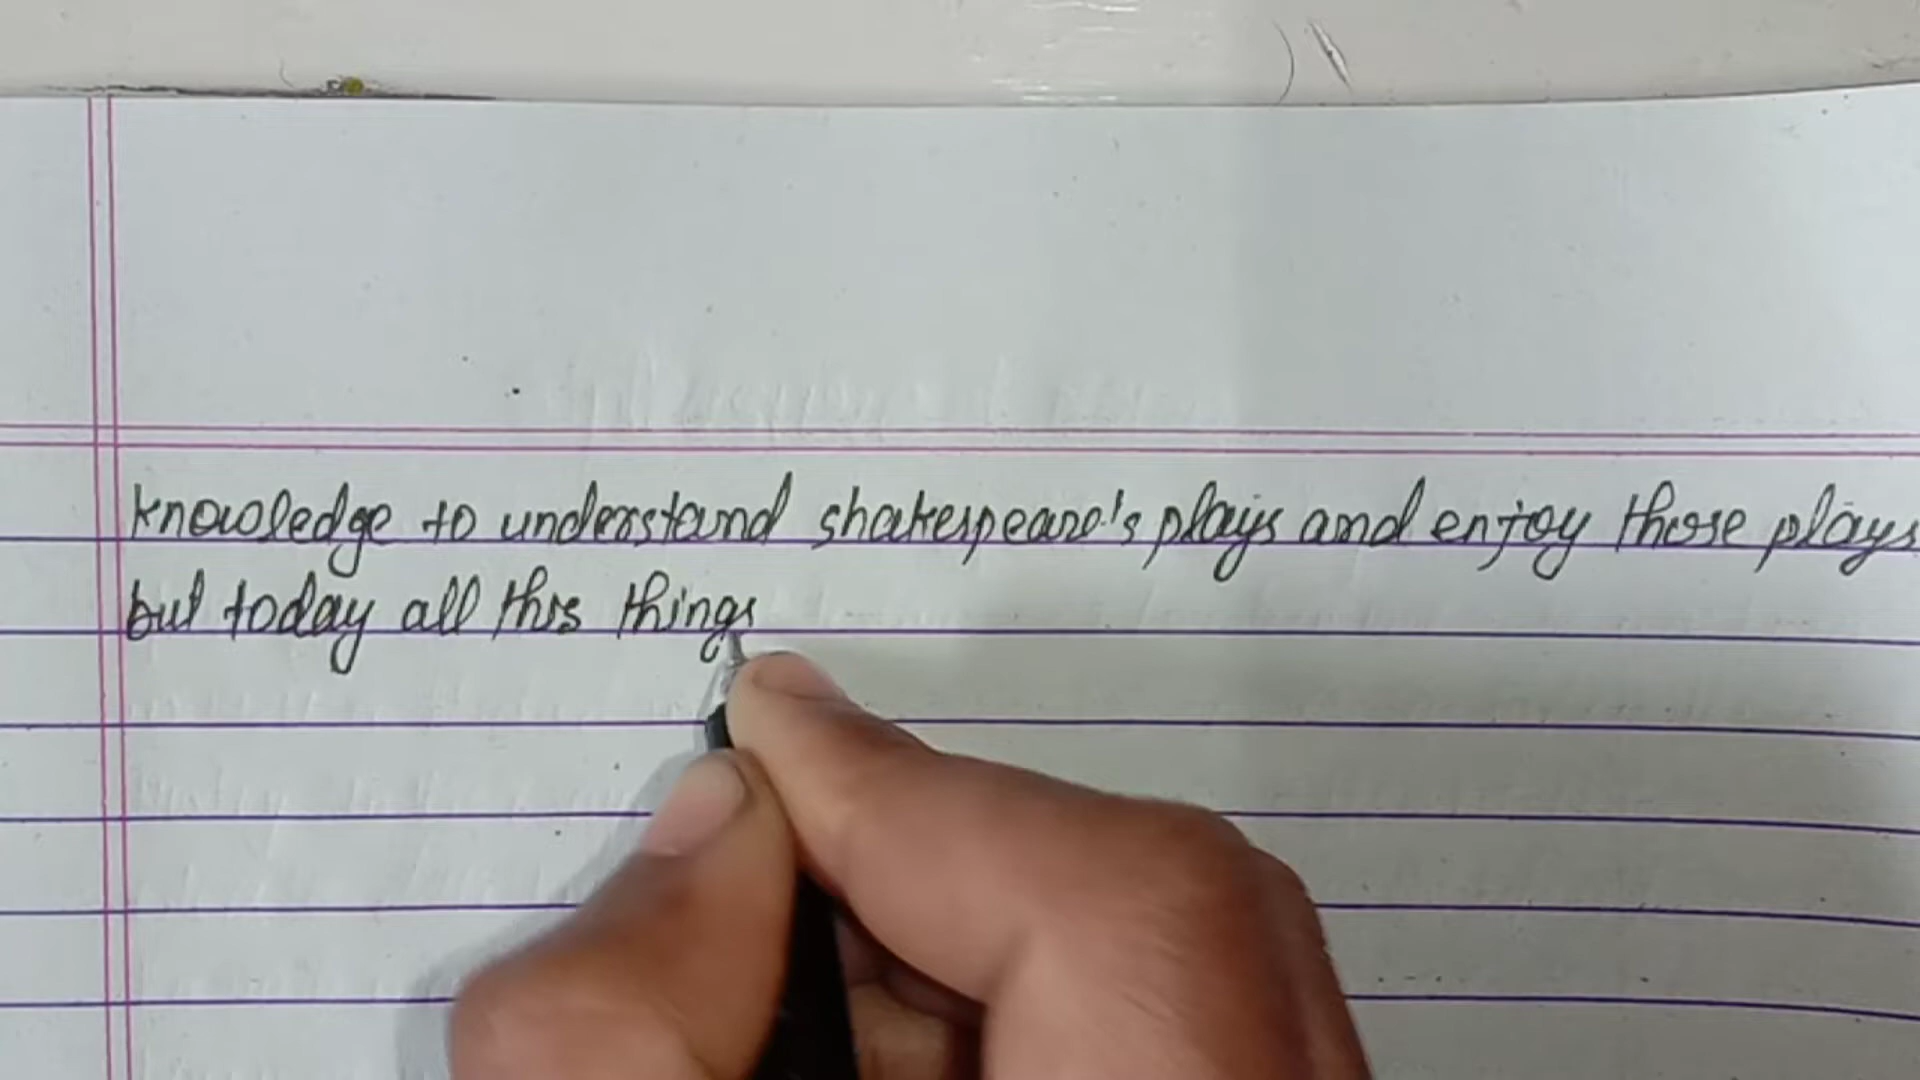 knowledge to understand shakespeare's plays and enjoy those plays
but today all this things